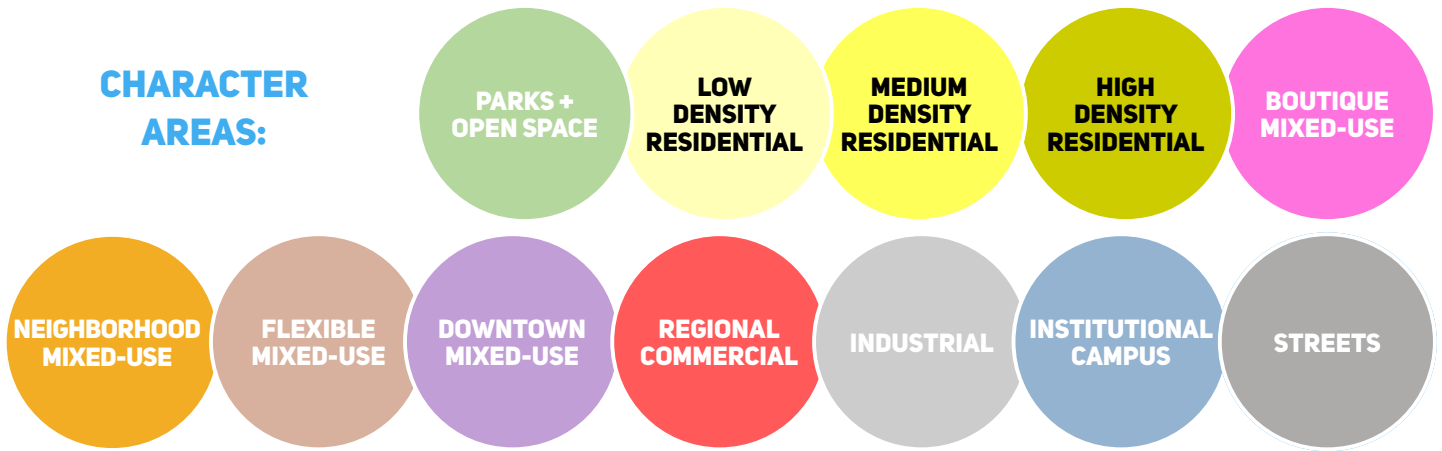 CHARACTER
AREAS:
PARKS +
OPEN SPACE
LOW
DENSITY
RESIDENTIAL
MEDIUM
DENSITY
RESIDENTIAL
HIGH
DENSITY
RESIDENTIAL
BOUTIQUE
MIXED-USE
NEIGHBORHOOD
MIXED-USE
FLEXIBLE
MIXED-USE
DOWNTOWN
MIXED-USE
REGIONAL
COMMERCIAL
INDUSTRIAL
INSTITUTIONAL
CAMPUS
STREETS